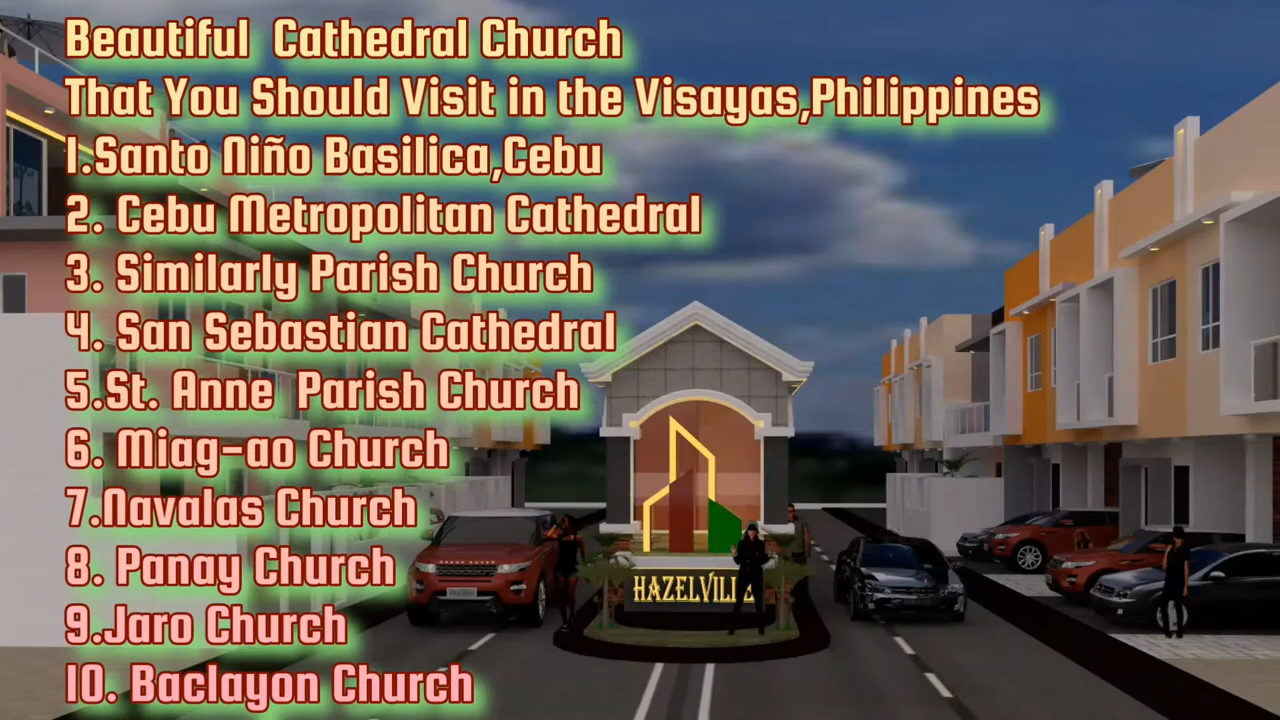 Beautiful Cathedral Church
That You Should Visit in the Visayas,Philippines
1.Santo Niño Basilica,Cebu
2. Cebu Metropolitan Cathedral
3. Similarly Parish Church
4. San Sebastian Cathedral
5.St. Anne Parish Church
6. Miag-ao Church
7.Navalas Church
8. Panay Church
9.Jaro Church
10. Baclayon Church